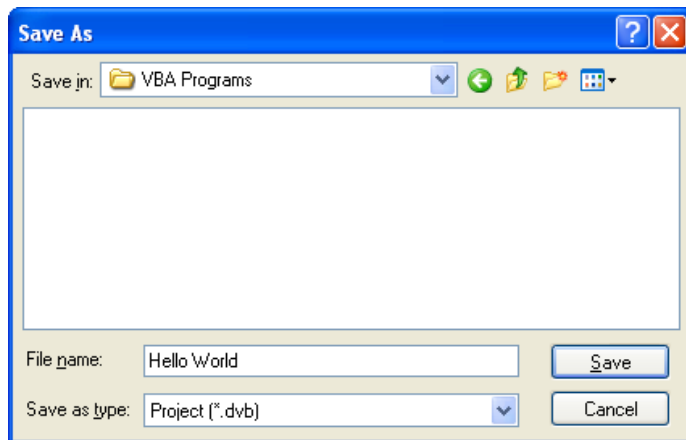 Save As
Save in: VBA Programs
File name: Hello World Save
Save as type: Project (*.dvb) Cancel